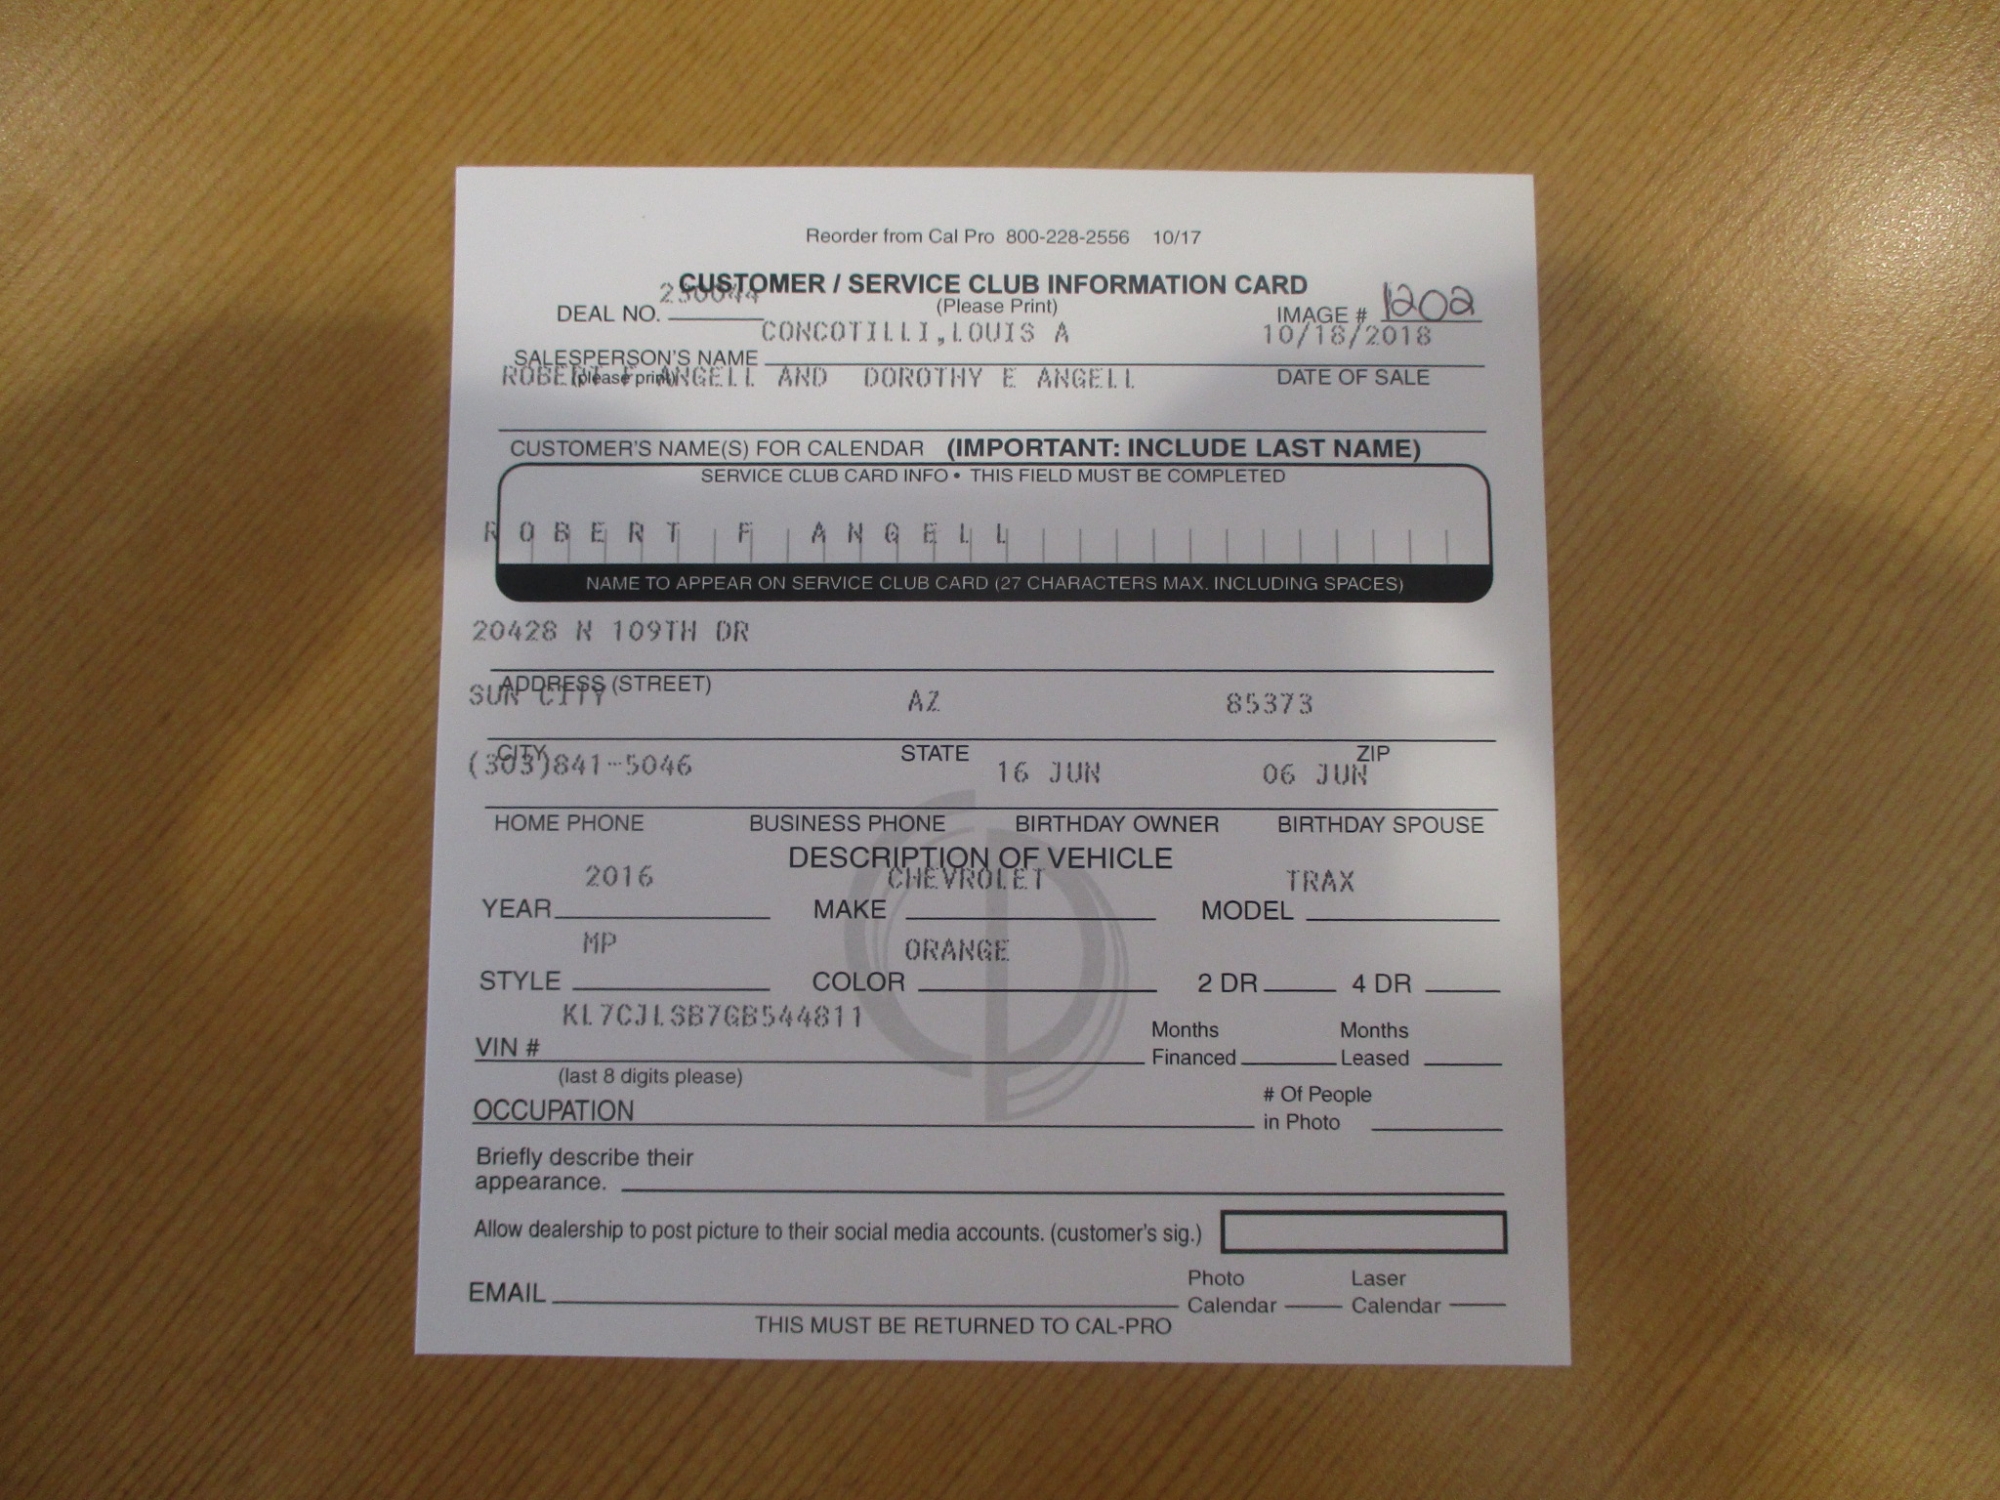 Reorder from Cal Pro 800-228-2556 10/17
CUSTOMER / SERVICE CLUB INFORMATION CARD
(Please Print)
DEAL NO. 230044
IMAGE # 1202
CONCOTILLI,LOUIS A 10/18/2018
SALESPERSON'S NAME
(please print)
DATE OF SALE
ROBERT F ANGELL AND DOROTHY E ANGELL
CUSTOMER'S NAME(S) FOR CALENDAR (IMPORTANT: INCLUDE LAST NAME)
SERVICE CLUB CARD INFO • THIS FIELD MUST BE COMPLETED
ROBERT F ANGELL
NAME TO APPEAR ON SERVICE CLUB CARD (27 CHARACTERS MAX. INCLUDING SPACES)
20428 N 109TH DR
ADDRESS (STREET)
SUN CITY AZ 85373
CITY STATE ZIP
(303)841-5046 16 JUN 06 JUN
HOME PHONE BUSINESS PHONE BIRTHDAY OWNER BIRTHDAY SPOUSE
DESCRIPTION OF VEHICLE
2016 CHEVROLET TRAX
YEAR MAKE MODEL
MP ORANGE
STYLE COLOR 2 DR 4 DR
KL7CJLSB7GB544811
VIN # Months Financed Months Leased
(last 8 digits please)
OCCUPATION # Of People in Photo
Briefly describe their
appearance.
Allow dealership to post picture to their social media accounts. (customer's sig.)
EMAIL Photo Calendar Laser Calendar
THIS MUST BE RETURNED TO CAL-PRO